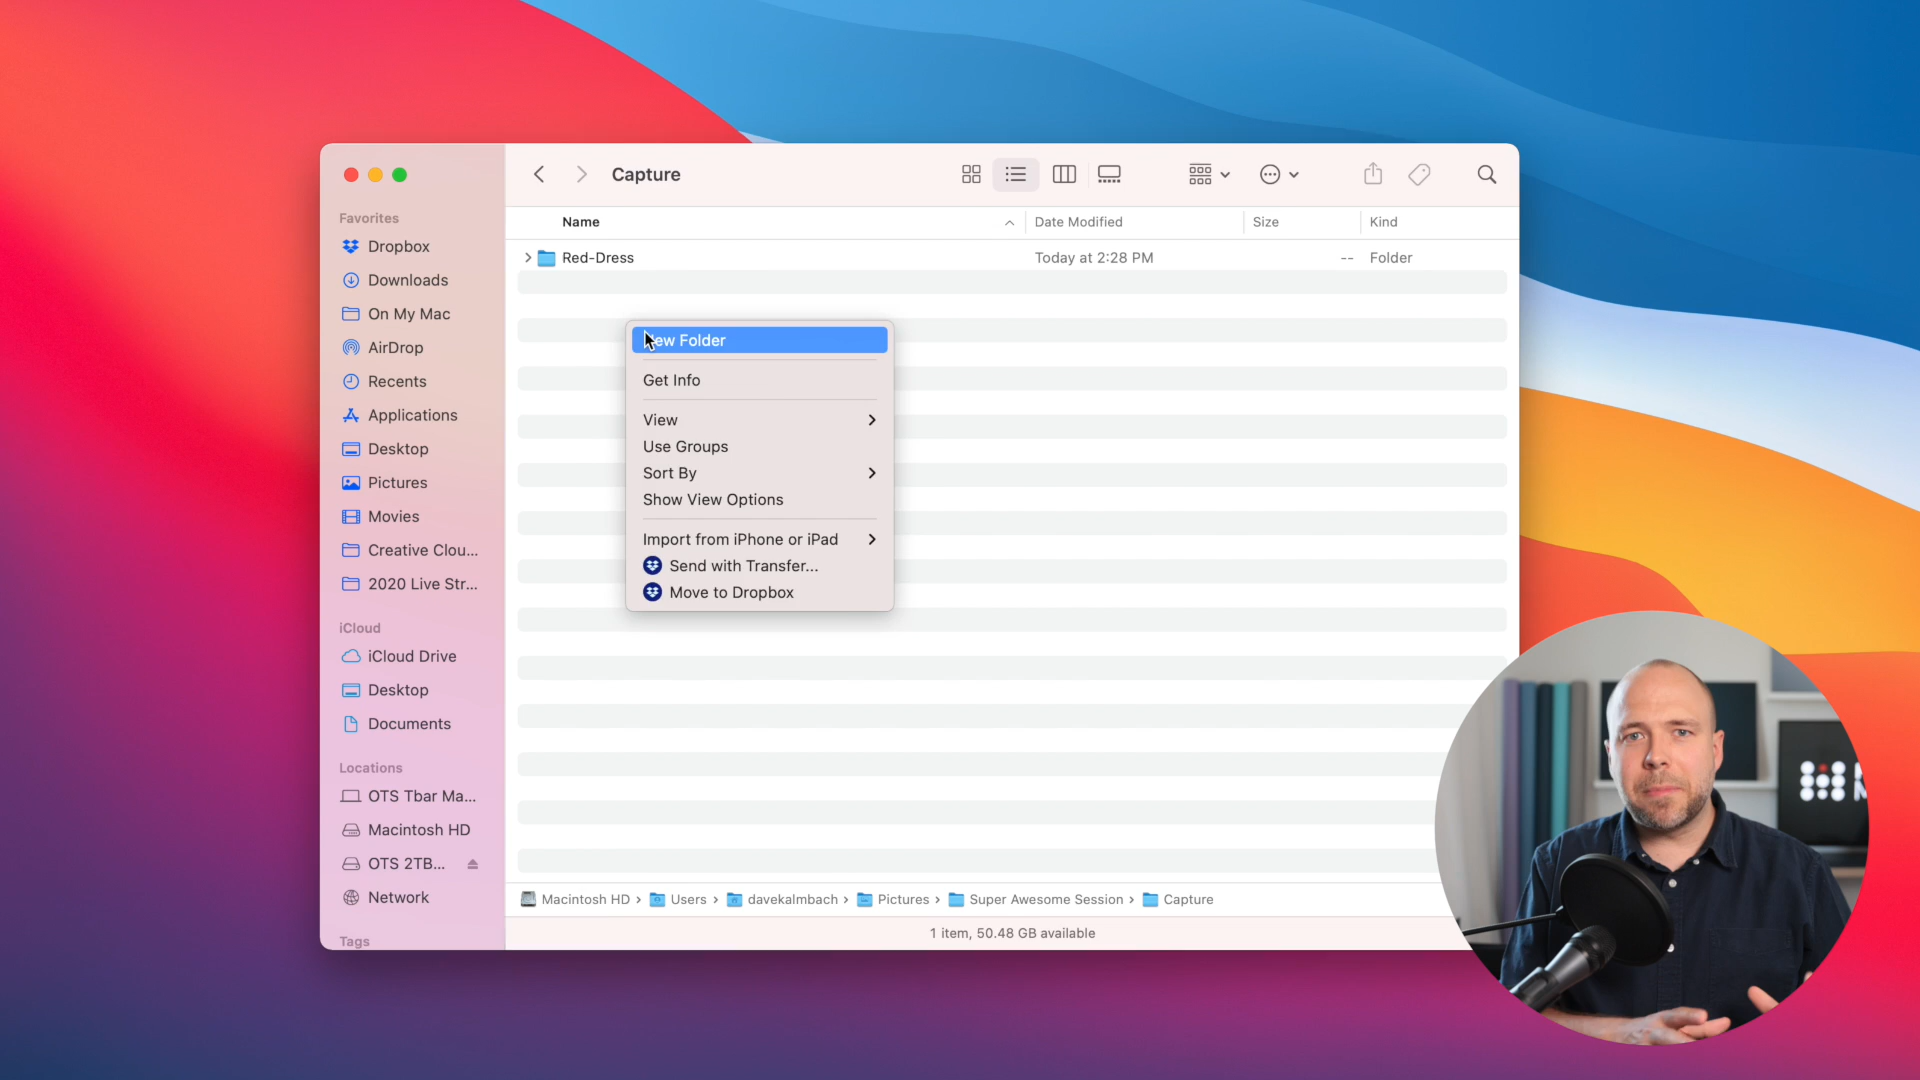 Capture
Favorites
Dropbox
Downloads
On My Mac
AirDrop
Recents
Applications
Desktop
Pictures
Movies
Creative Clou...
2020 Live Str...
iCloud
iCloud Drive
Desktop
Documents
Locations
OTS Tbar Ma...
Macintosh HD
OTS 2TB...
Network
Tags
Name Date Modified Size Kind
Red-Dress Today at 2:28 PM -- Folder
ew Folder
Get Info
View
Use Groups
Sort By
Show View Options
Import from iPhone or iPad
Send with Transfer...
Move to Dropbox
Macintosh HD › Users › davekalmbach › Pictures › Super Awesome Session › Capture
1 item, 50.48 GB available